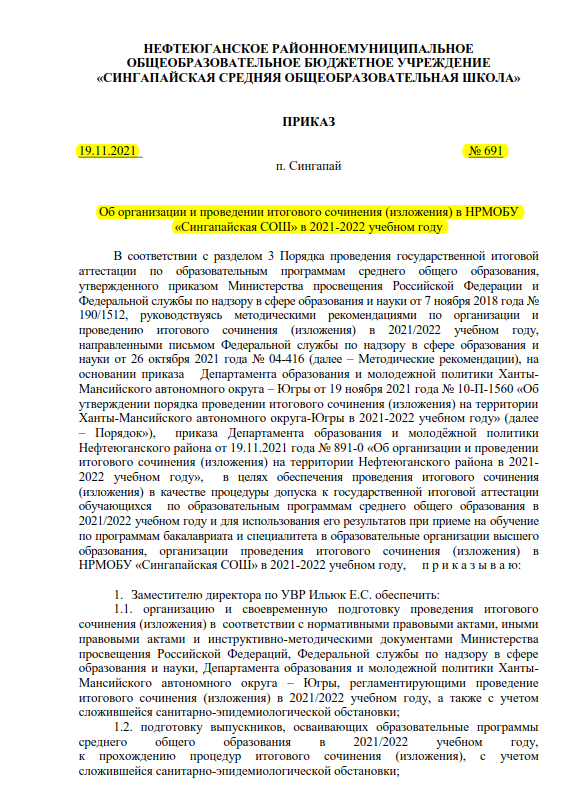 НЕФТЕЮГАНСКОЕ РАЙОННОЕМУНИЦИПАЛЬНОЕ
ОБЩЕОБРАЗОВАТЕЛЬНОЕ БЮДЖЕТНОЕ УЧРЕЖДЕНИЕ
«СИНГАПАЙСКАЯ СРЕДНЯЯ ОБЩЕОБРАЗОВАТЕЛЬНАЯ ШКОЛА»
ПРИКАЗ
19.11.2021 № 691
п. Сингапай
Об организации и проведении итогового сочинения (изложения) в НРМОБУ
«Сингапайская СОШ» в 2021-2022 учебном году
В соответствии с разделом 3 Порядка проведения государственной итоговой
аттестации по образовательным программам среднего общего образования,
утвержденного приказом Министерства просвещения Российской Федерации и
Федеральной службы по надзору в сфере образования и науки от 7 ноября 2018 года №
190/1512, руководствуясь методическими рекомендациями по организации и
проведению итогового сочинения (изложения) в 2021/2022 учебном году,
направленными письмом Федеральной службы по надзору в сфере образования и
науки от 26 октября 2021 года № 04-416 (далее – Методические рекомендации), на
основании приказа Департамента образования и молодежной политики Ханты-
Мансийского автономного округа – Югры от 19 ноября 2021 года № 10-П-1560 «Об
утверждении порядка проведении итогового сочинения (изложения) на территории
Ханты-Мансийского автономного округа-Югры в 2021-2022 учебном году» (далее
– Порядок»), приказа Департамента образования и молодёжной политики
Нефтеюганского района от 19.11.2021 года № 891-0 «Об организации и проведении
итогового сочинения (изложения) на территории Нефтеюганского района в 2021-
2022 учебном году», в целях обеспечения проведения итогового сочинения
(изложения) в качестве процедуры допуска к государственной итоговой аттестации
обучающихся по образовательным программам среднего общего образования в
2021/2022 учебном году и для использования его результатов при приеме на обучение
по программам бакалавриата и специалитета в образовательные организации высшего
образования, организации проведения итогового сочинения (изложения) в
НРМОБУ «Сингапайская СОШ» в 2021-2022 учебном году, п р и к а з ы в а ю:
1. Заместителю директора по УВР Ильюк Е.С. обеспечить:
1.1. организацию и своевременную подготовку проведения итогового
сочинения (изложения) в соответствии с нормативными правовыми актами, иными
правовыми актами и инструктивно-методическими документами Министерства
просвещения Российской Федераций, Федеральной службы по надзору в сфере
образования и науки, Департамента образования и молодежной политики Ханты-
Мансийского автономного округа – Югры, регламентирующими проведение
итогового сочинения (изложения) в 2021/2022 учебном году, а также с учетом
сложившейся санитарно-эпидемиологической обстановки;
1.2. подготовку выпускников, осваивающих образовательные программы
среднего общего образования в 2021/2022 учебном году,
к прохождению процедур итогового сочинения (изложения), с учетом
сложившейся санитарно-эпидемиологической обстановки;